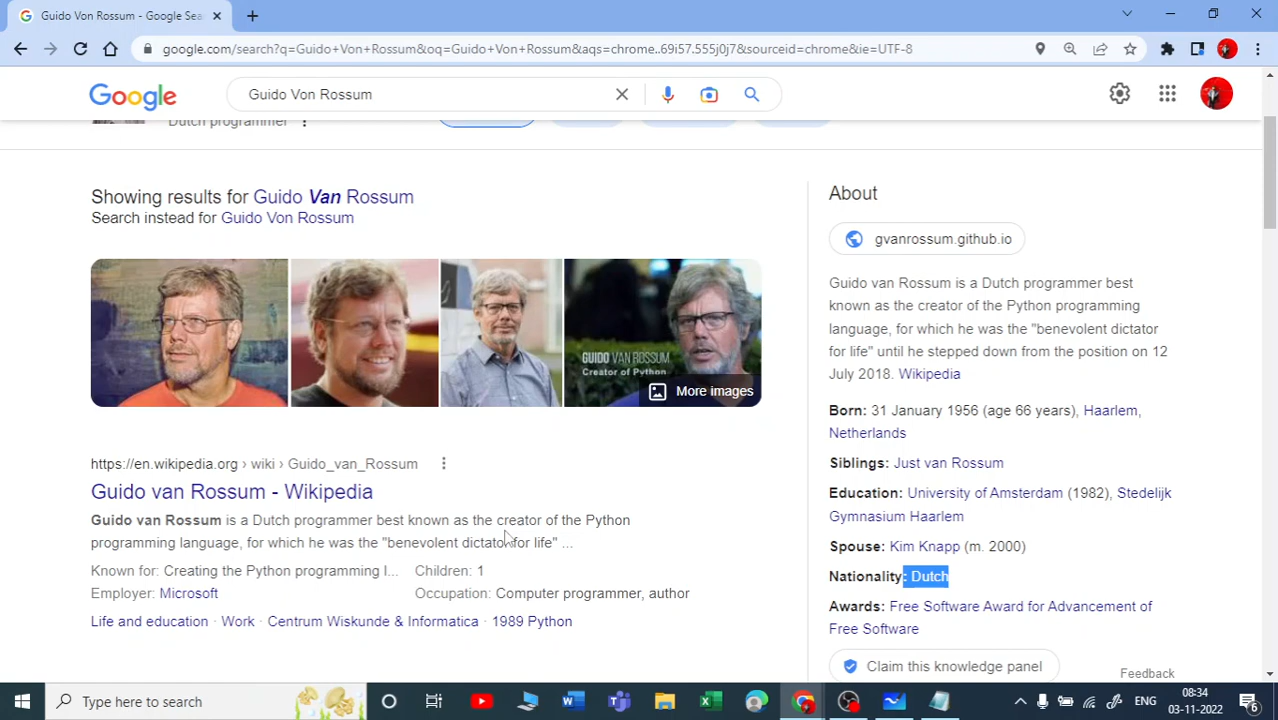 Guido Von Rossum - Google Sea
google.com/search?q=Guido+Von+Rossum&oq=Guido+Von+Rossum&aqs=chrome..69i57.555j0j7&sourceid=chrome&ie=UTF-8
Google
Guido Von Rossum
Dutch programmer
Showing results for Guido Van Rossum
Search instead for Guido Von Rossum
GUIDO VAN ROSSUM
Creator of Python
More images
https://en.wikipedia.org › wiki › Guido_van_Rossum
Guido van Rossum - Wikipedia
Guido van Rossum is a Dutch programmer best known as the creator of the Python
programming language, for which he was the "benevolent dictator for life" ...
Known for: Creating the Python programming l... Children: 1
Employer: Microsoft Occupation: Computer programmer, author
Life and education · Work · Centrum Wiskunde & Informatica · 1989 Python
About
gvanrossum.github.io
Guido van Rossum is a Dutch programmer best
known as the creator of the Python programming
language, for which he was the "benevolent dictator
for life" until he stepped down from the position on 12
July 2018. Wikipedia
Born: 31 January 1956 (age 66 years), Haarlem,
Netherlands
Siblings: Just van Rossum
Education: University of Amsterdam (1982), Stedelijk
Gymnasium Haarlem
Spouse: Kim Knapp (m. 2000)
Nationality: Dutch
Awards: Free Software Award for Advancement of
Free Software
Claim this knowledge panel
Feedback
Type here to search
ENG
08:34
03-11-2022
6